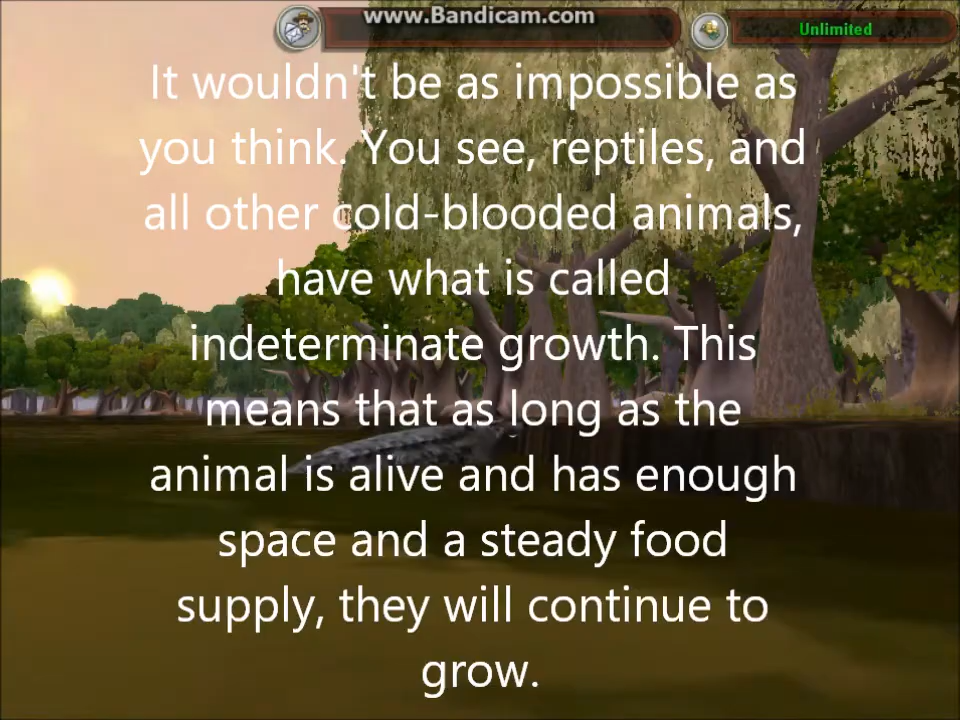 www.Bandicam.com
Unlimited
It wouldn't be as impossible as
you think. You see, reptiles, and
all other cold-blooded animals,
have what is called
indeterminate growth. This
means that as long as the
animal is alive and has enough
space and a steady food
supply, they will continue to
grow.